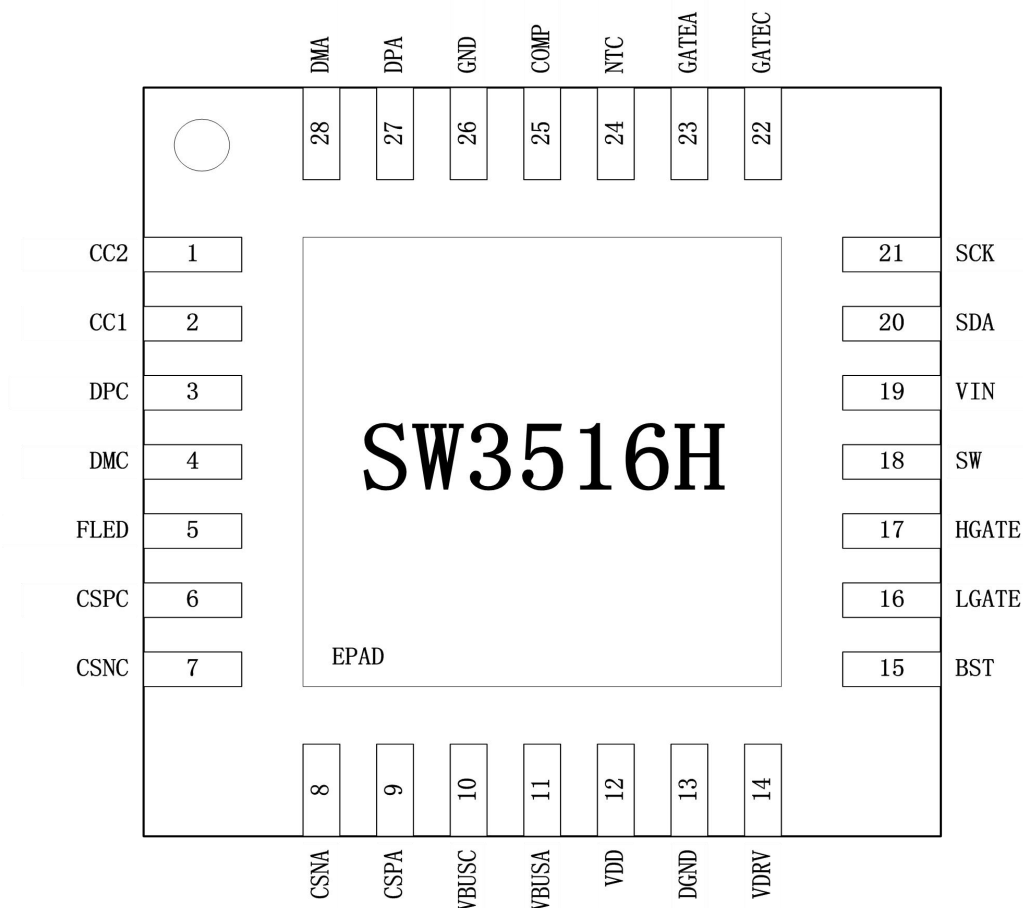 DMA DPA GND COMP NTC GATEA GATEC
28 27 26 25 24 23 22
CC2 1 21 SCK
CC1 2 20 SDA
DPC 3 19 VIN
DMC 4 18 SW
SW3516H
FLED 5 17 HGATE
CSPC 6 16 LGATE
EPAD
CSNC 7 15 BST
8 9 10 11 12 13 14
CSNA CSPA VBUSC VBUSA VDD DGND VDRV